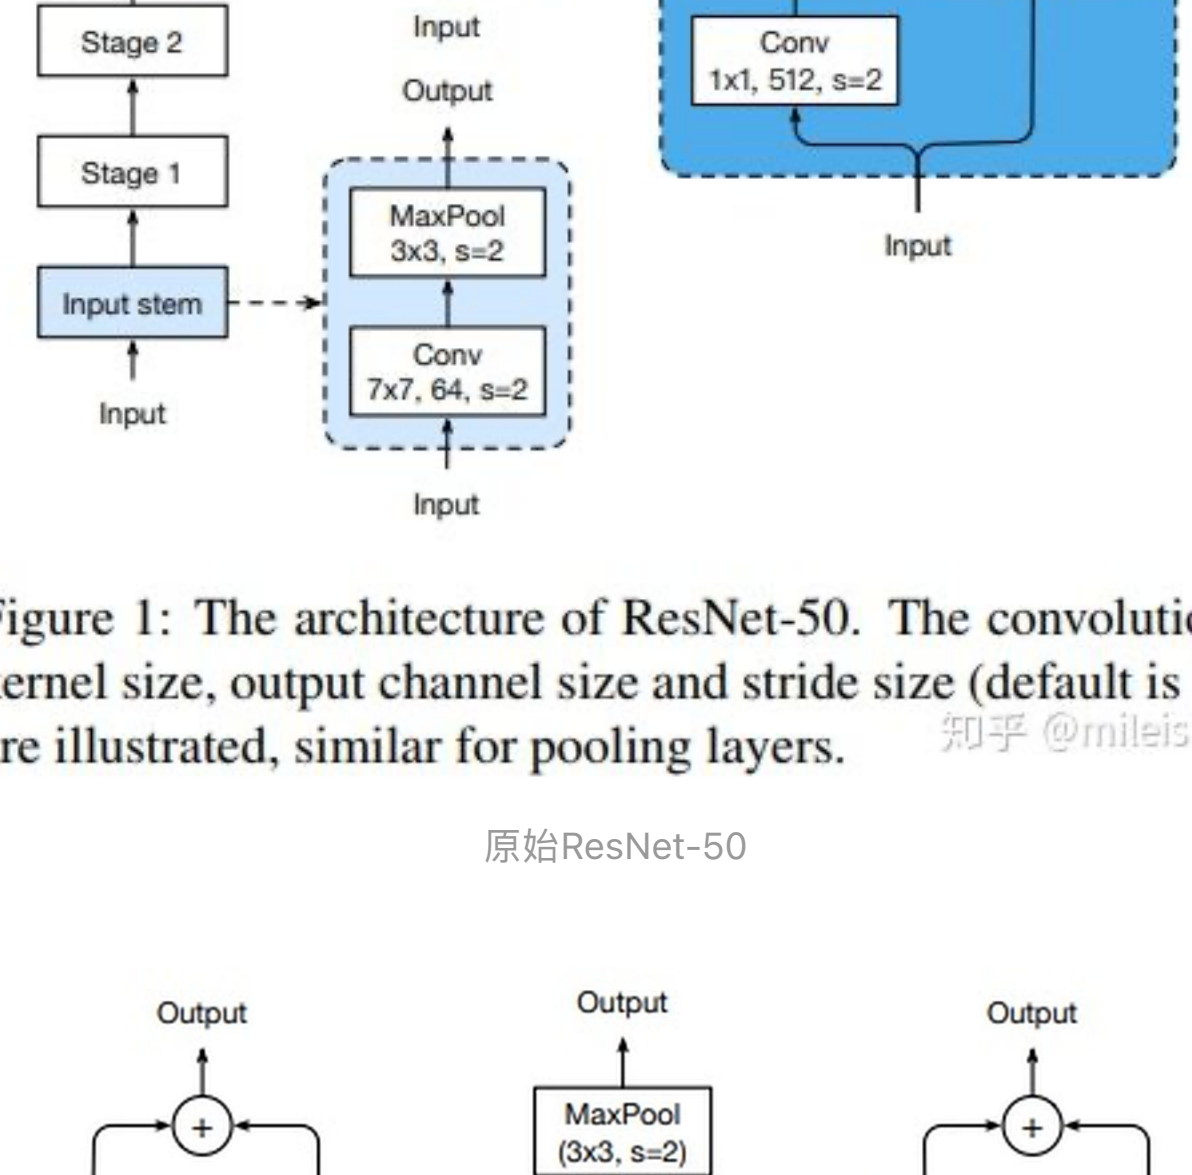 Stage 2
Stage 1
Input stem
Input
Input
Output
MaxPool
3x3, s=2
Conv
7x7, 64, s=2
Input
Conv
1x1, 512, s=2
Input
igure 1: The architecture of ResNet-50. The convolutio
ernel size, output channel size and stride size (default is
re illustrated, similar for pooling layers.
知乎 @mileis
原始ResNet-50
Output
+
Output
MaxPool
(3x3, s=2)
Output
+